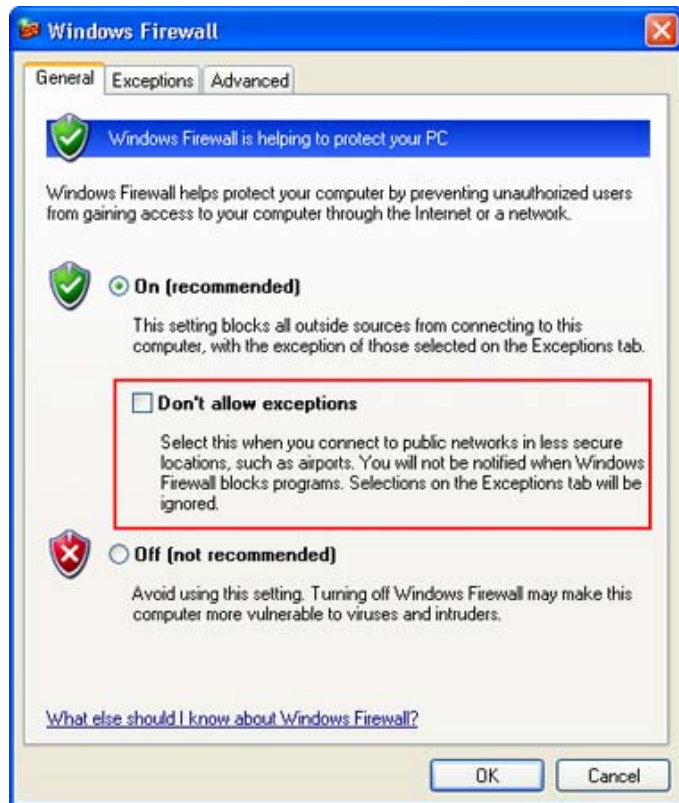 Windows Firewall
General
Exceptions
Advanced
Windows Firewall is helping to protect your PC
Windows Firewall helps protect your computer by preventing unauthorized users
from gaining access to your computer through the Internet or a network.
On (recommended)
This setting blocks all outside sources from connecting to this
computer, with the exception of those selected on the Exceptions tab.
Don't allow exceptions
Select this when you connect to public networks in less secure
locations, such as airports. You will not be notified when Windows
Firewall blocks programs. Selections on the Exceptions tab will be
ignored.
Off (not recommended)
Avoid using this setting. Turning off Windows Firewall may make this
computer more vulnerable to viruses and intruders.
What else should I know about Windows Firewall?
OK
Cancel